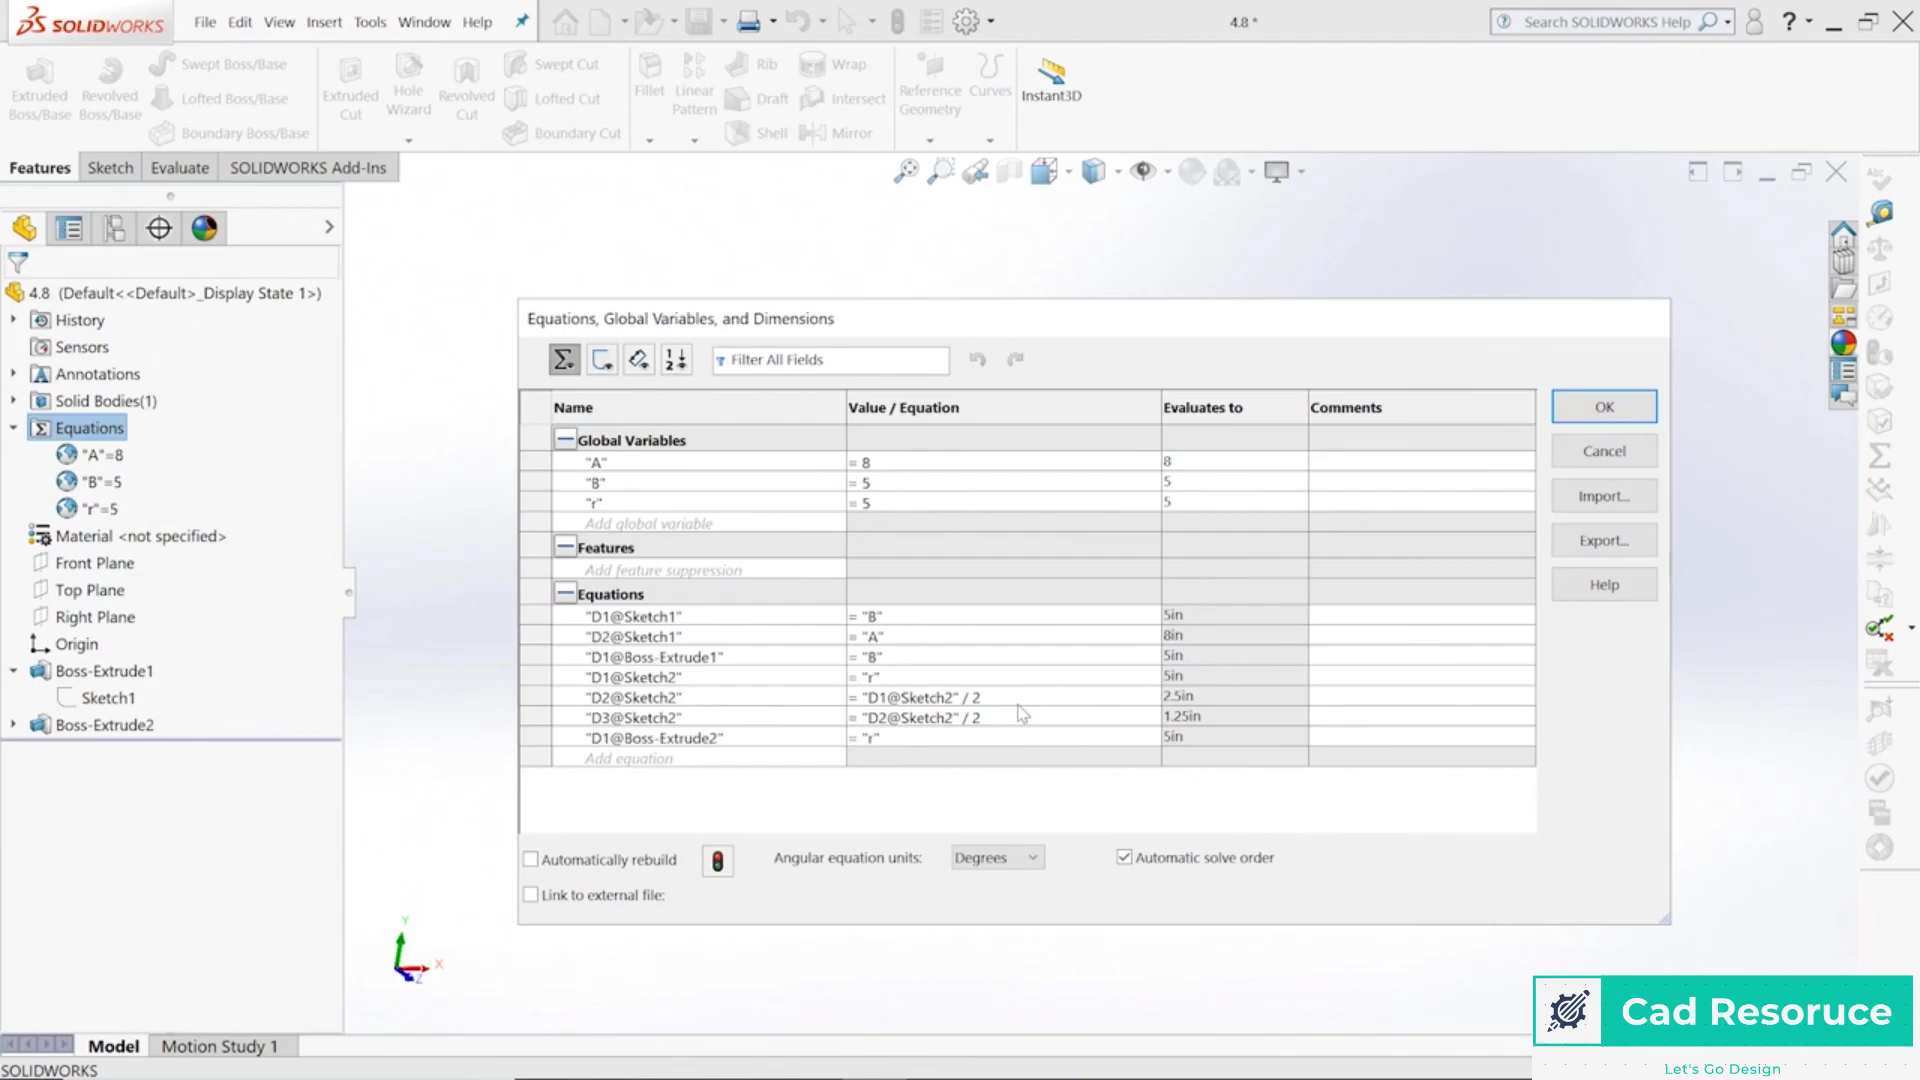 SOLIDWORKS
File Edit View Insert Tools Window Help
4.8 *
Search SOLIDWORKS Help
Extruded Boss/Base
Revolved Boss/Base
Swept Boss/Base
Lofted Boss/Base
Boundary Boss/Base
Extruded Cut
Hole Wizard
Revolved Cut
Swept Cut
Lofted Cut
Boundary Cut
Fillet
Linear Pattern
Rib
Draft
Shell
Wrap
Intersect
Mirror
Reference Geometry
Curves
Instant3D
Features Sketch Evaluate SOLIDWORKS Add-Ins
4.8 (Default<<Default>_Display State 1>)
History
Sensors
Annotations
Solid Bodies(1)
Equations
"A"=8
"B"=5
"r"=5
Material <not specified>
Front Plane
Top Plane
Right Plane
Origin
Boss-Extrude1
Sketch1
Boss-Extrude2
Equations, Global Variables, and Dimensions
Filter All Fields
Name Value / Equation Evaluates to Comments
Global Variables
"A" = 8 8
"B" = 5 5
"r" = 5 5
Add global variable
Features
Add feature suppression
Equations
"D1@Sketch1" = "B" 5in
"D2@Sketch1" = "A" 8in
"D1@Boss-Extrude1" = "B" 5in
"D1@Sketch2" = "r" 5in
"D2@Sketch2" = "D1@Sketch2" / 2 2.5in
"D3@Sketch2" = "D2@Sketch2" / 2 1.25in
"D1@Boss-Extrude2" = "r" 5in
Add equation
OK
Cancel
Import...
Export...
Help
Automatically rebuild
Angular equation units: Degrees
Automatic solve order
Link to external file:
Y
X
Z
Model Motion Study 1
SOLIDWORKS
Cad Resoruce
Let's Go Design